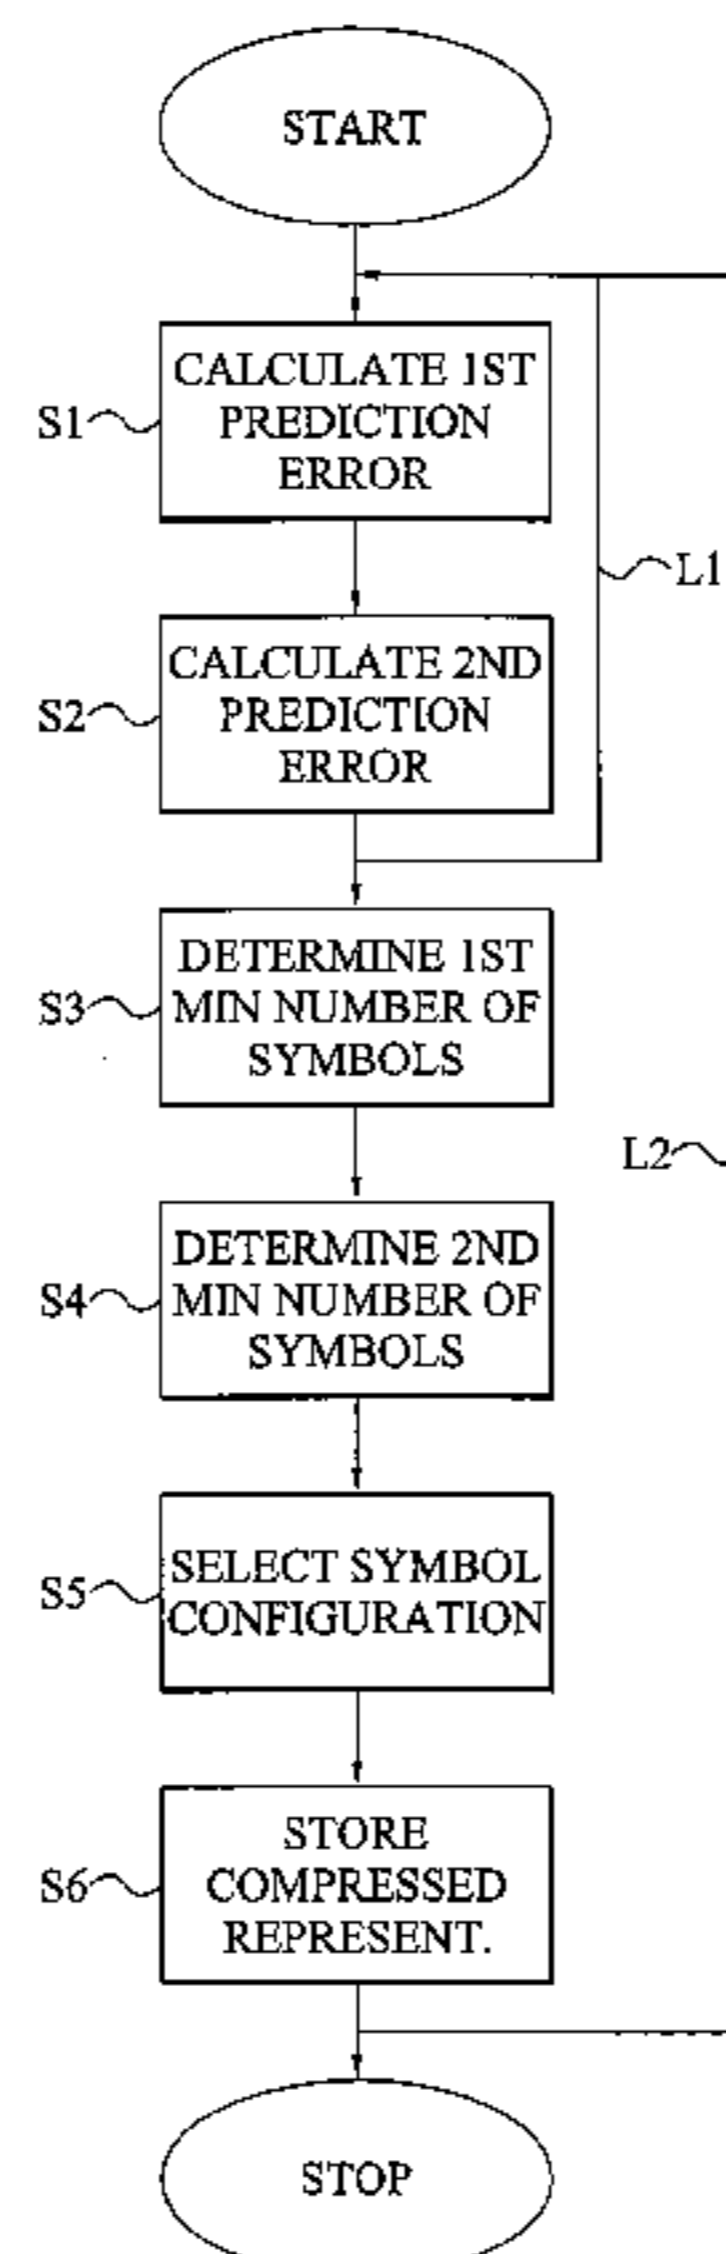 START
S1
CALCULATE 1ST
PREDICTION
ERROR
L1
S2
CALCULATE 2ND
PREDICTION
ERROR
S3
DETERMINE 1ST
MIN NUMBER OF
SYMBOLS
L2
S4
DETERMINE 2ND
MIN NUMBER OF
SYMBOLS
S5
SELECT SYMBOL
CONFIGURATION
S6
STORE
COMPRESSED
REPRESENT.
STOP